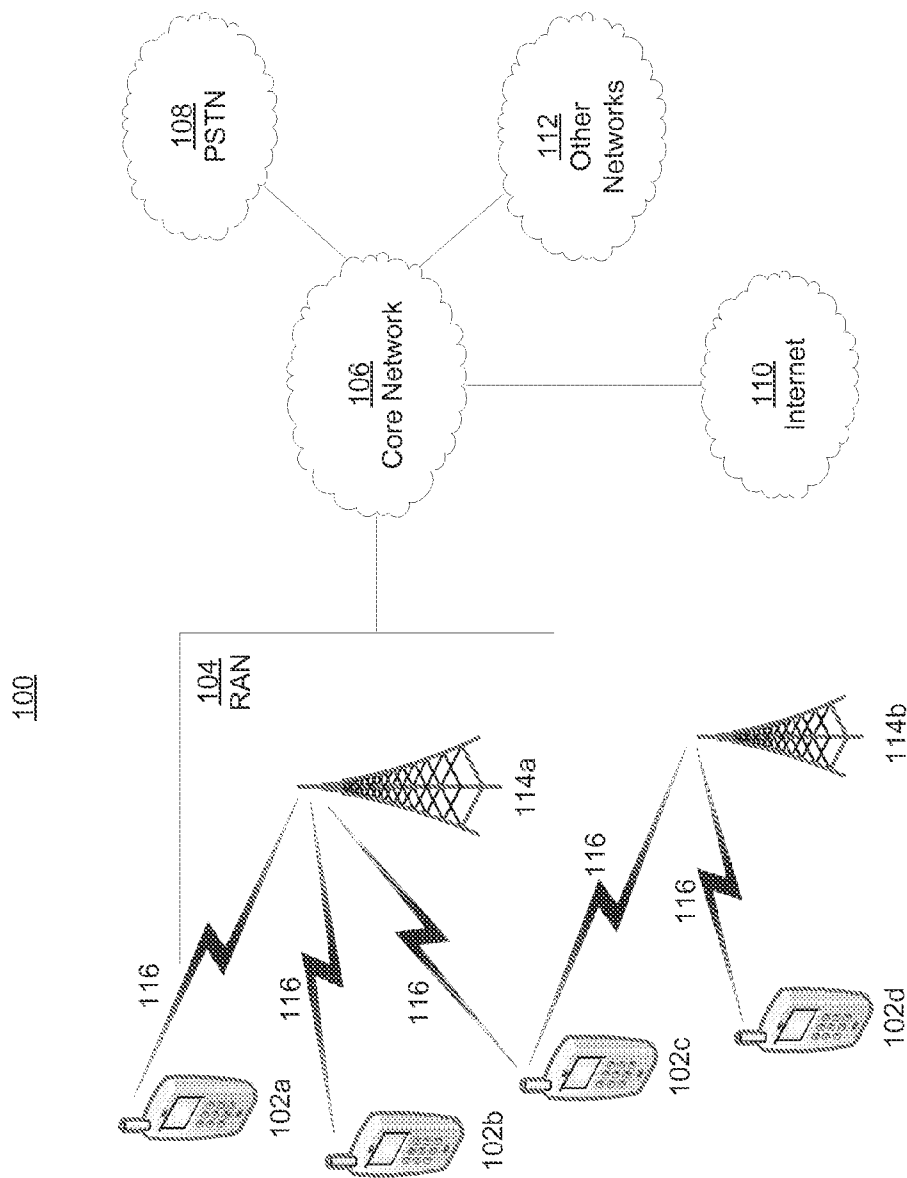 100
108
PSTN
106
Core Network
112
Other
Networks
110
Internet
104
RAN
114a
114b
116
116
116
116
116
102a
102b
102c
102d